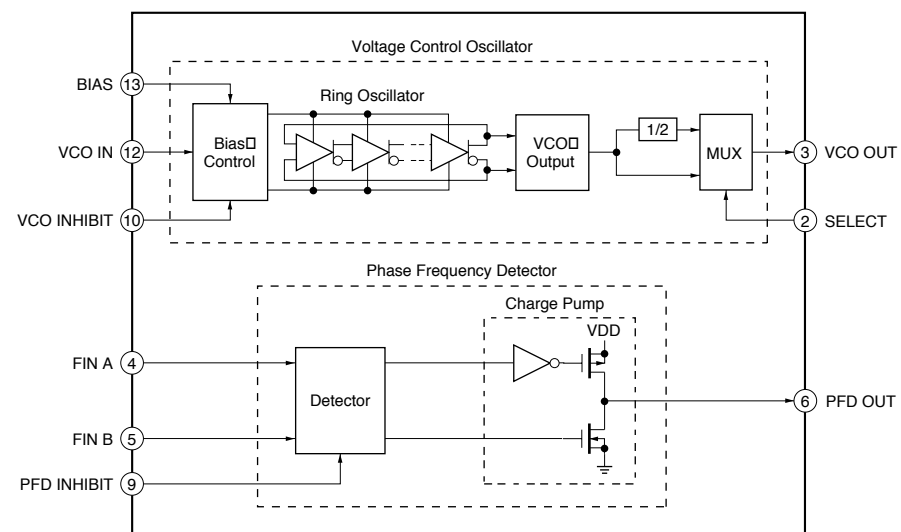 Voltage Control Oscillator
BIAS 13
Ring Oscillator
Bias□
Control
VCO□
Output
1/2
MUX
VCO IN 12
3 VCO OUT
VCO INHIBIT 10
2 SELECT
Phase Frequency Detector
Charge Pump
VDD
FIN A 4
Detector
6 PFD OUT
FIN B 5
PFD INHIBIT 9